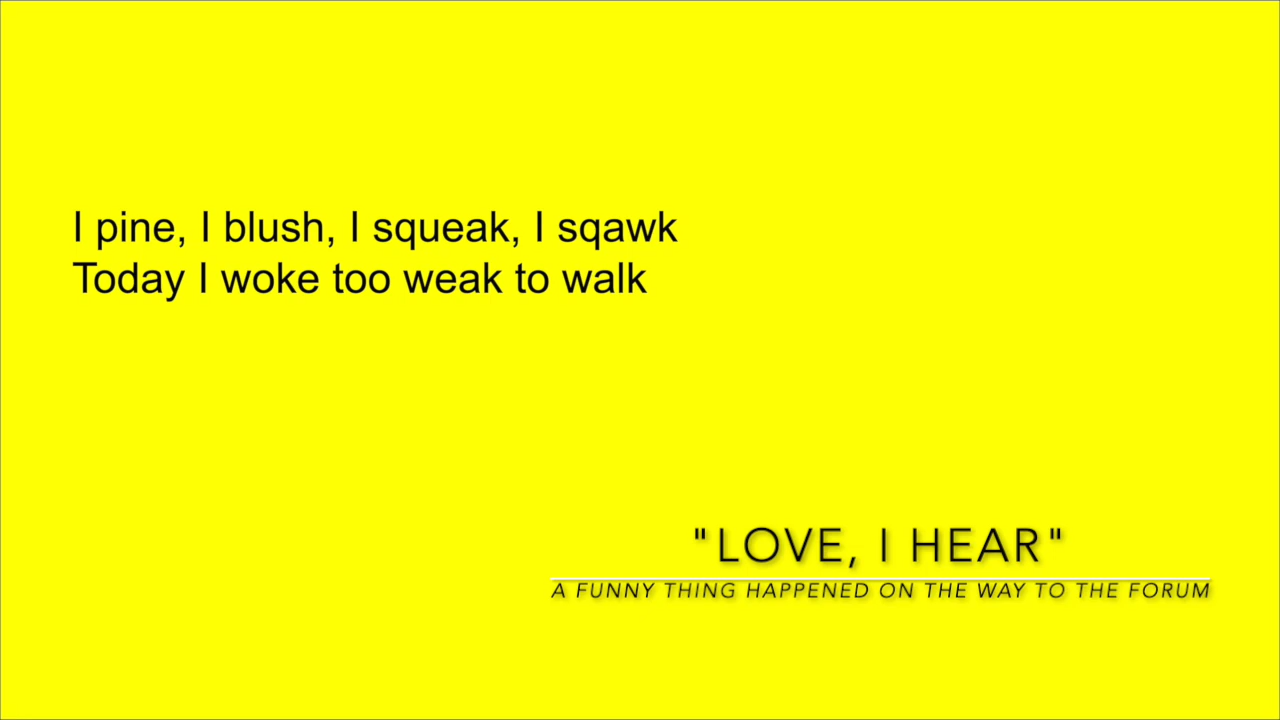 I pine, I blush, I squeak, I sqawk
Today I woke too weak to walk
"LOVE, I HEAR"
A FUNNY THING HAPPENED ON THE WAY TO THE FORUM